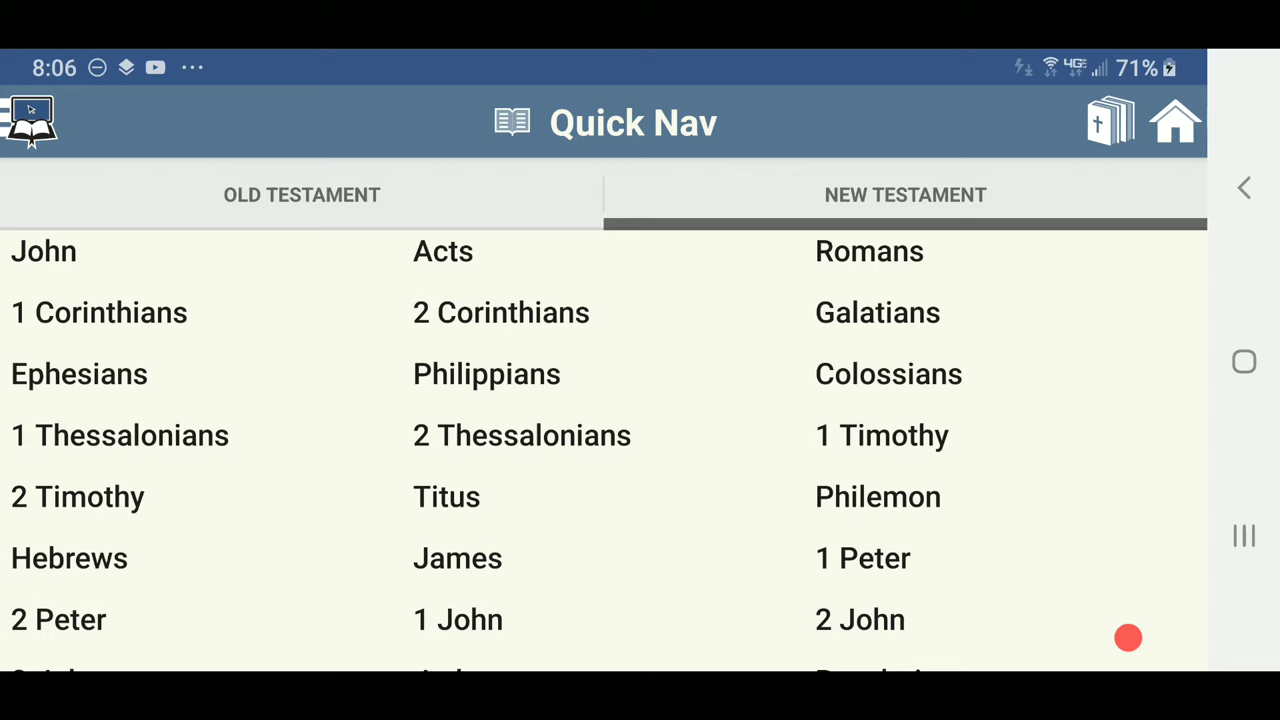 8:06 4GE 71%
Quick Nav
OLD TESTAMENT NEW TESTAMENT
John Acts Romans
1 Corinthians 2 Corinthians Galatians
Ephesians Philippians Colossians
1 Thessalonians 2 Thessalonians 1 Timothy
2 Timothy Titus Philemon
Hebrews James 1 Peter
2 Peter 1 John 2 John